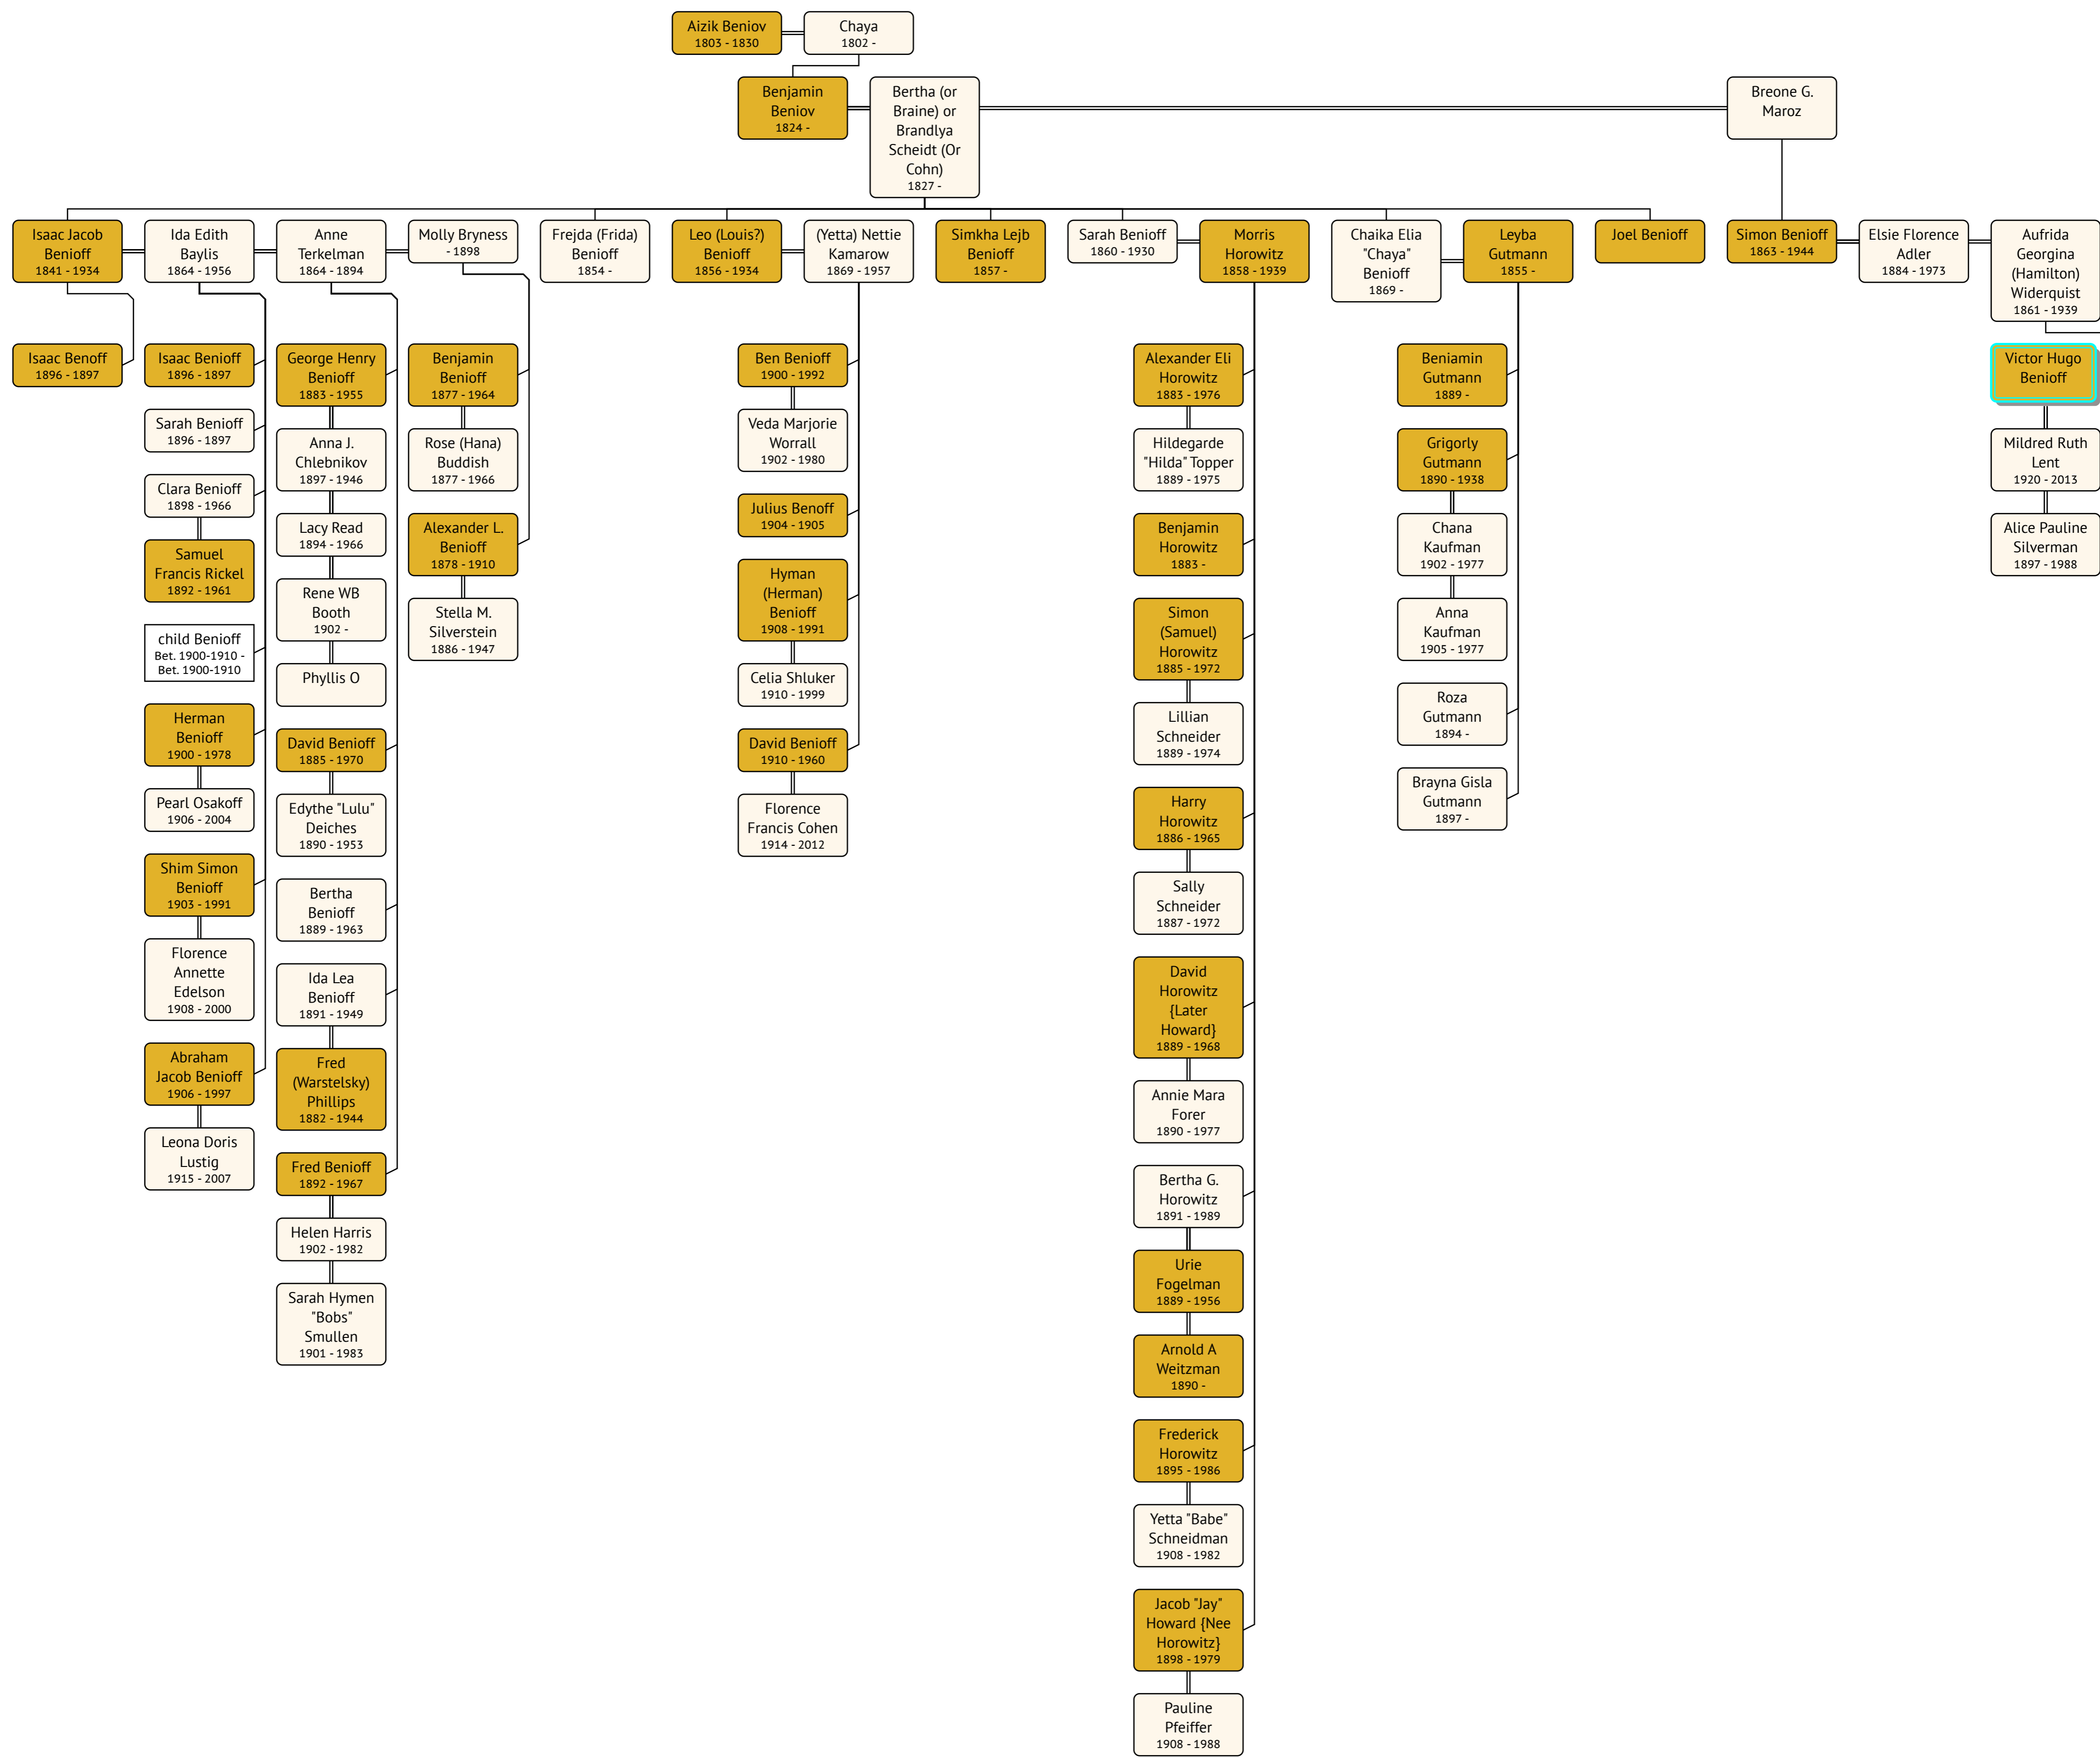 Aizik Beniov
1803 - 1830
Chaya
1802 -
Benjamin
Beniov
1824 -
Bertha (or
Braine) or
Brandlya
Scheidt (Or
Cohn)
1827 -
Breone G.
Maroz
Isaac Jacob
Benioff
1841 - 1934
Ida Edith
Baylis
1864 - 1956
Anne
Terkelman
1864 - 1894
Molly Bryness
- 1898
Frejda (Frida)
Benioff
1854 -
Leo (Louis?)
Benioff
1856 - 1934
(Yetta) Nettie
Kamarow
1869 - 1957
Simkha Lejb
Benioff
1857 -
Sarah Benioff
1860 - 1930
Morris
Horowitz
1858 - 1939
Chaika Elia
"Chaya"
Benioff
1869 -
Leyba
Gutmann
1855 -
Joel Benioff
Simon Benioff
1863 - 1944
Elsie Florence
Adler
1884 - 1973
Aufrida
Georgina
(Hamilton)
Widerquist
1861 - 1939
Isaac Benoff
1896 - 1897
Isaac Benioff
1896 - 1897
Sarah Benioff
1896 - 1897
Clara Benioff
1898 - 1966
Samuel
Francis Rickel
1892 - 1961
child Benioff
Bet. 1900-1910 -
Bet. 1900-1910
Herman
Benioff
1900 - 1978
Pearl Osakoff
1906 - 2004
Shim Simon
Benioff
1903 - 1991
Florence
Annette
Edelson
1908 - 2000
Abraham
Jacob Benioff
1906 - 1997
Leona Doris
Lustig
1915 - 2007
George Henry
Benioff
1883 - 1955
Anna J.
Chlebnikov
1897 - 1946
Lacy Read
1894 - 1966
Rene WB
Booth
1902 -
Phyllis O
David Benioff
1885 - 1970
Edythe "Lulu"
Deiches
1890 - 1953
Bertha
Benioff
1889 - 1963
Ida Lea
Benioff
1891 - 1949
Fred
(Warstelsky)
Phillips
1882 - 1944
Fred Benioff
1892 - 1967
Helen Harris
1902 - 1982
Sarah Hymen
"Bobs"
Smullen
1901 - 1983
Benjamin
Benioff
1877 - 1964
Rose (Hana)
Buddish
1877 - 1966
Alexander L.
Benioff
1878 - 1910
Stella M.
Silverstein
1886 - 1947
Ben Benioff
1900 - 1992
Veda Marjorie
Worrall
1902 - 1980
Julius Benoff
1904 - 1905
Hyman
(Herman)
Benioff
1908 - 1991
Celia Shluker
1910 - 1999
David Benioff
1910 - 1960
Florence
Francis Cohen
1914 - 2012
Alexander Eli
Horowitz
1883 - 1976
Hildegarde
"Hilda" Topper
1889 - 1975
Benjamin
Horowitz
1883 -
Simon
(Samuel)
Horowitz
1885 - 1972
Lillian
Schneider
1889 - 1974
Harry
Horowitz
1886 - 1965
Sally
Schneider
1887 - 1972
David
Horowitz
{Later
Howard}
1889 - 1968
Annie Mara
Forer
1890 - 1977
Bertha G.
Horowitz
1891 - 1989
Urie
Fogelman
1889 - 1956
Arnold A
Weitzman
1890 -
Frederick
Horowitz
1895 - 1986
Yetta "Babe"
Schneidman
1908 - 1982
Jacob "Jay"
Howard {Nee
Horowitz}
1898 - 1979
Pauline
Pfeiffer
1908 - 1988
Beniamin
Gutmann
1889 -
Grigorly
Gutmann
1890 - 1938
Chana
Kaufman
1902 - 1977
Anna
Kaufman
1905 - 1977
Roza
Gutmann
1894 -
Brayna Gisla
Gutmann
1897 -
Victor Hugo
Benioff
Mildred Ruth
Lent
1920 - 2013
Alice Pauline
Silverman
1897 - 1988